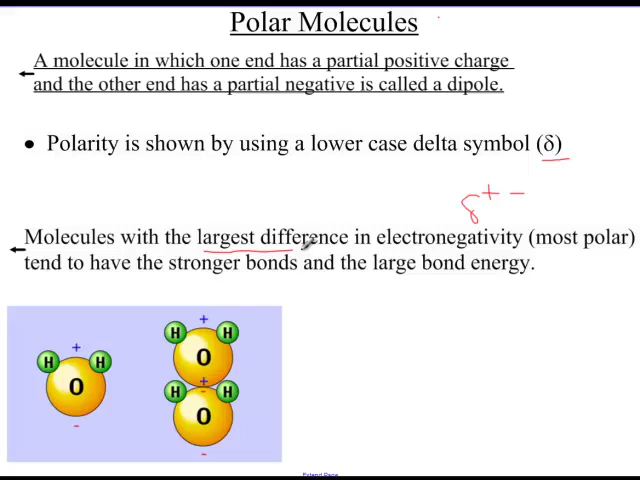 Polar Molecules
A molecule in which one end has a partial positive charge
and the other end has a partial negative is called a dipole.
• Polarity is shown by using a lower case delta symbol (δ)
δ + -
Molecules with the largest difference in electronegativity (most polar)
tend to have the stronger bonds and the large bond energy.
+
H H
O
-
+
H H
O
+
-
H H
O
-
Extend Page